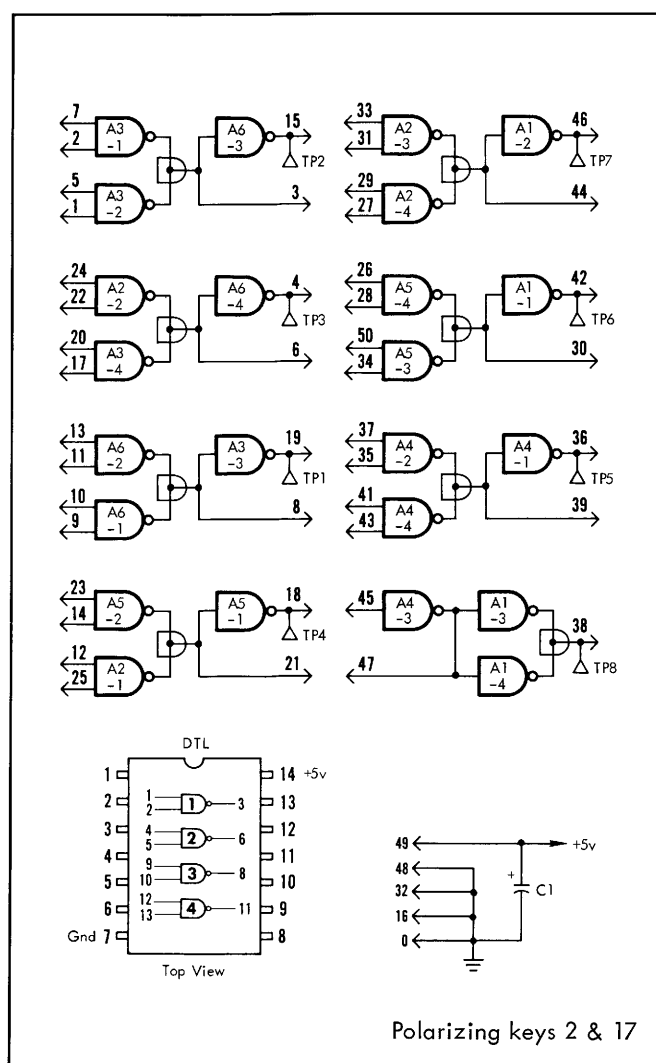 7
2
A3
-1
A6
-3
15
TP2
5
1
A3
-2
3
33
31
A2
-3
A1
-2
46
TP7
29
27
A2
-4
44
24
22
A2
-2
A6
-4
4
TP3
20
17
A3
-4
6
26
28
A5
-4
A1
-1
42
TP6
50
34
A5
-3
30
13
11
A6
-2
A3
-3
19
TP1
10
9
A6
-1
8
37
35
A4
-2
A4
-1
36
TP5
41
43
A4
-4
39
23
14
A5
-2
A5
-1
18
TP4
12
25
A2
-1
21
45
A4
-3
A1
-3
38
TP8
47
A1
-4
DTL
1
2
3
4
5
6
Gnd 7
14 +5v
13
12
11
10
9
8
1
2
1
3
4
5
2
6
9
10
3
8
12
13
4
11
Top View
49
+5v
48
32
16
0
+
C1
Polarizing keys 2 & 17